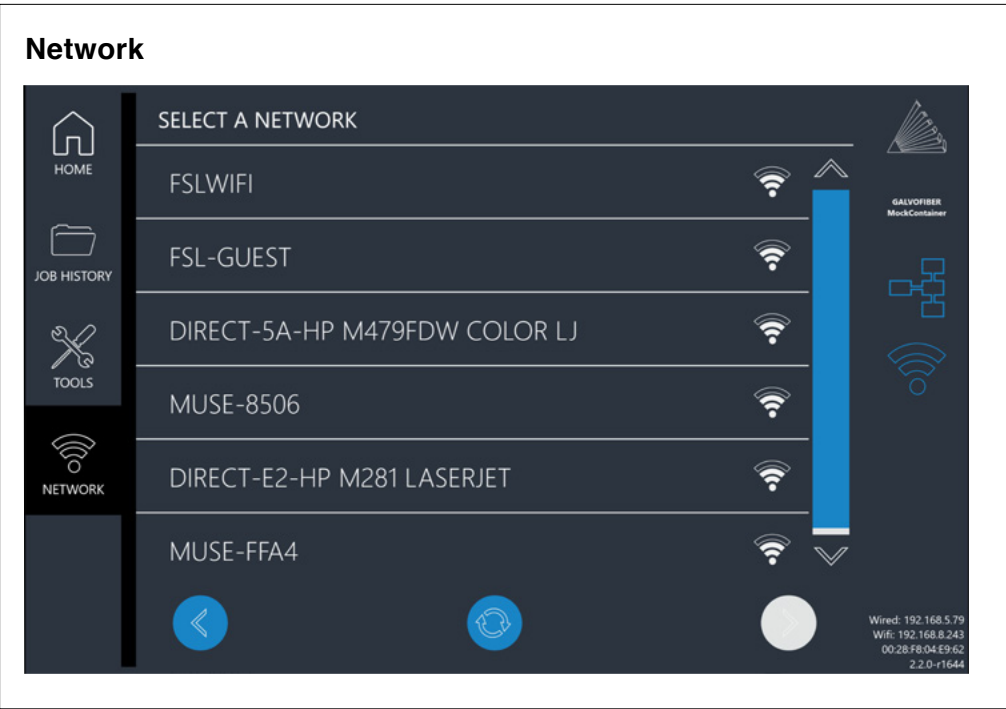 Network
HOME
JOB HISTORY
TOOLS
NETWORK
SELECT A NETWORK
FSLWIFI
FSL-GUEST
DIRECT-5A-HP M479FDW COLOR LJ
MUSE-8506
DIRECT-E2-HP M281 LASERJET
MUSE-FFA4
GALVOFIBER
MockContainer
Wired: 192.168.5.79
Wifi: 192.168.8.243
00:28:F8:04:E9:62
2.2.0-r1644